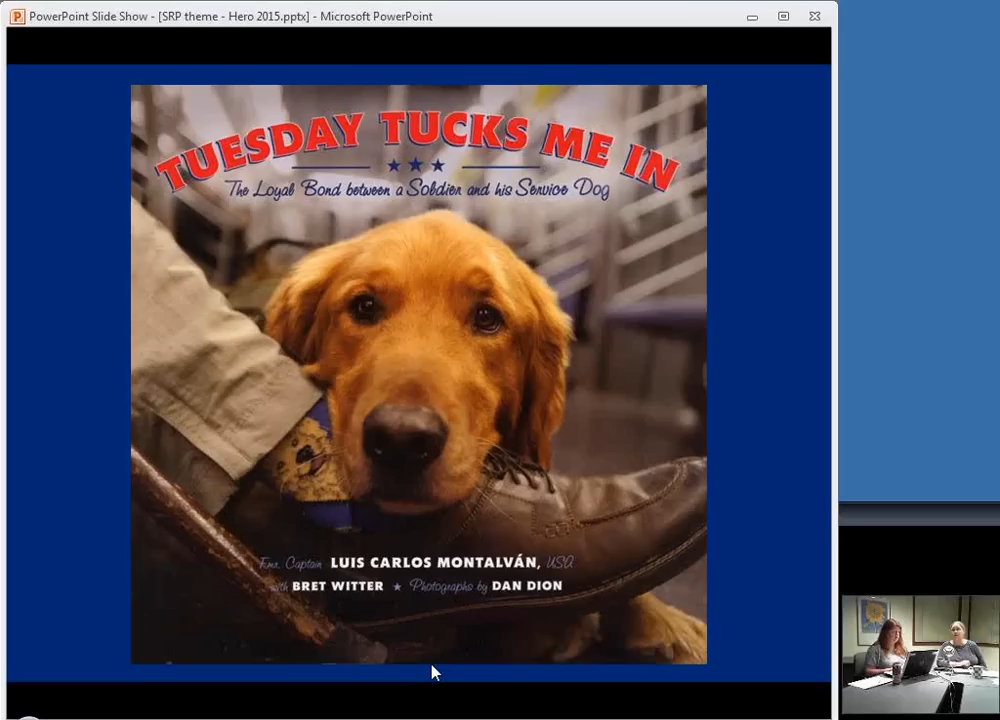 PowerPoint Slide Show - [SRP theme - Hero 2015.pptx] - Microsoft PowerPoint
TUESDAY TUCKS ME IN
The Loyal Bond between a Soldier and his Service Dog
Fmr. Captain LUIS CARLOS MONTALVÁN, USA
with BRET WITTER ★ Photographs by DAN DION